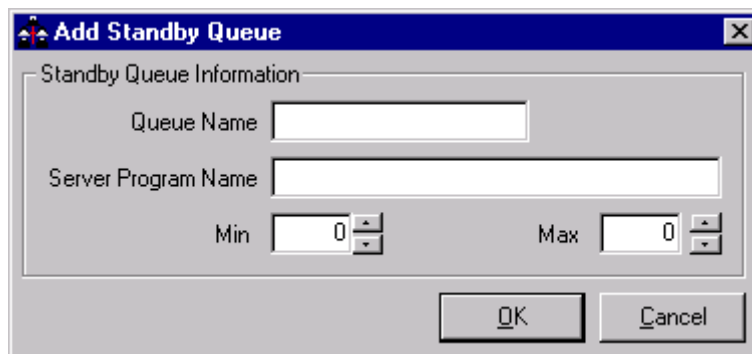 Add Standby Queue
Standby Queue Information
Queue Name
Server Program Name
Min 0 Max 0
OK Cancel